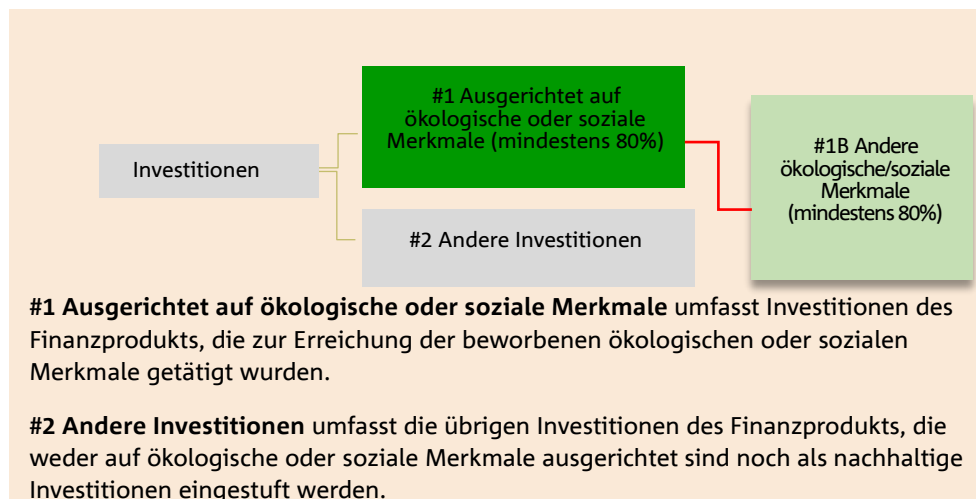 #1 Ausgerichtet auf
ökologische oder soziale
Merkmale (mindestens 80%)
Investitionen
#1B Andere
ökologische/soziale
Merkmale
(mindestens 80%)
#2 Andere Investitionen
#1 Ausgerichtet auf ökologische oder soziale Merkmale umfasst Investitionen des
Finanzprodukts, die zur Erreichung der beworbenen ökologischen oder sozialen
Merkmale getätigt wurden.
#2 Andere Investitionen umfasst die übrigen Investitionen des Finanzprodukts, die
weder auf ökologische oder soziale Merkmale ausgerichtet sind noch als nachhaltige
Investitionen eingestuft werden.